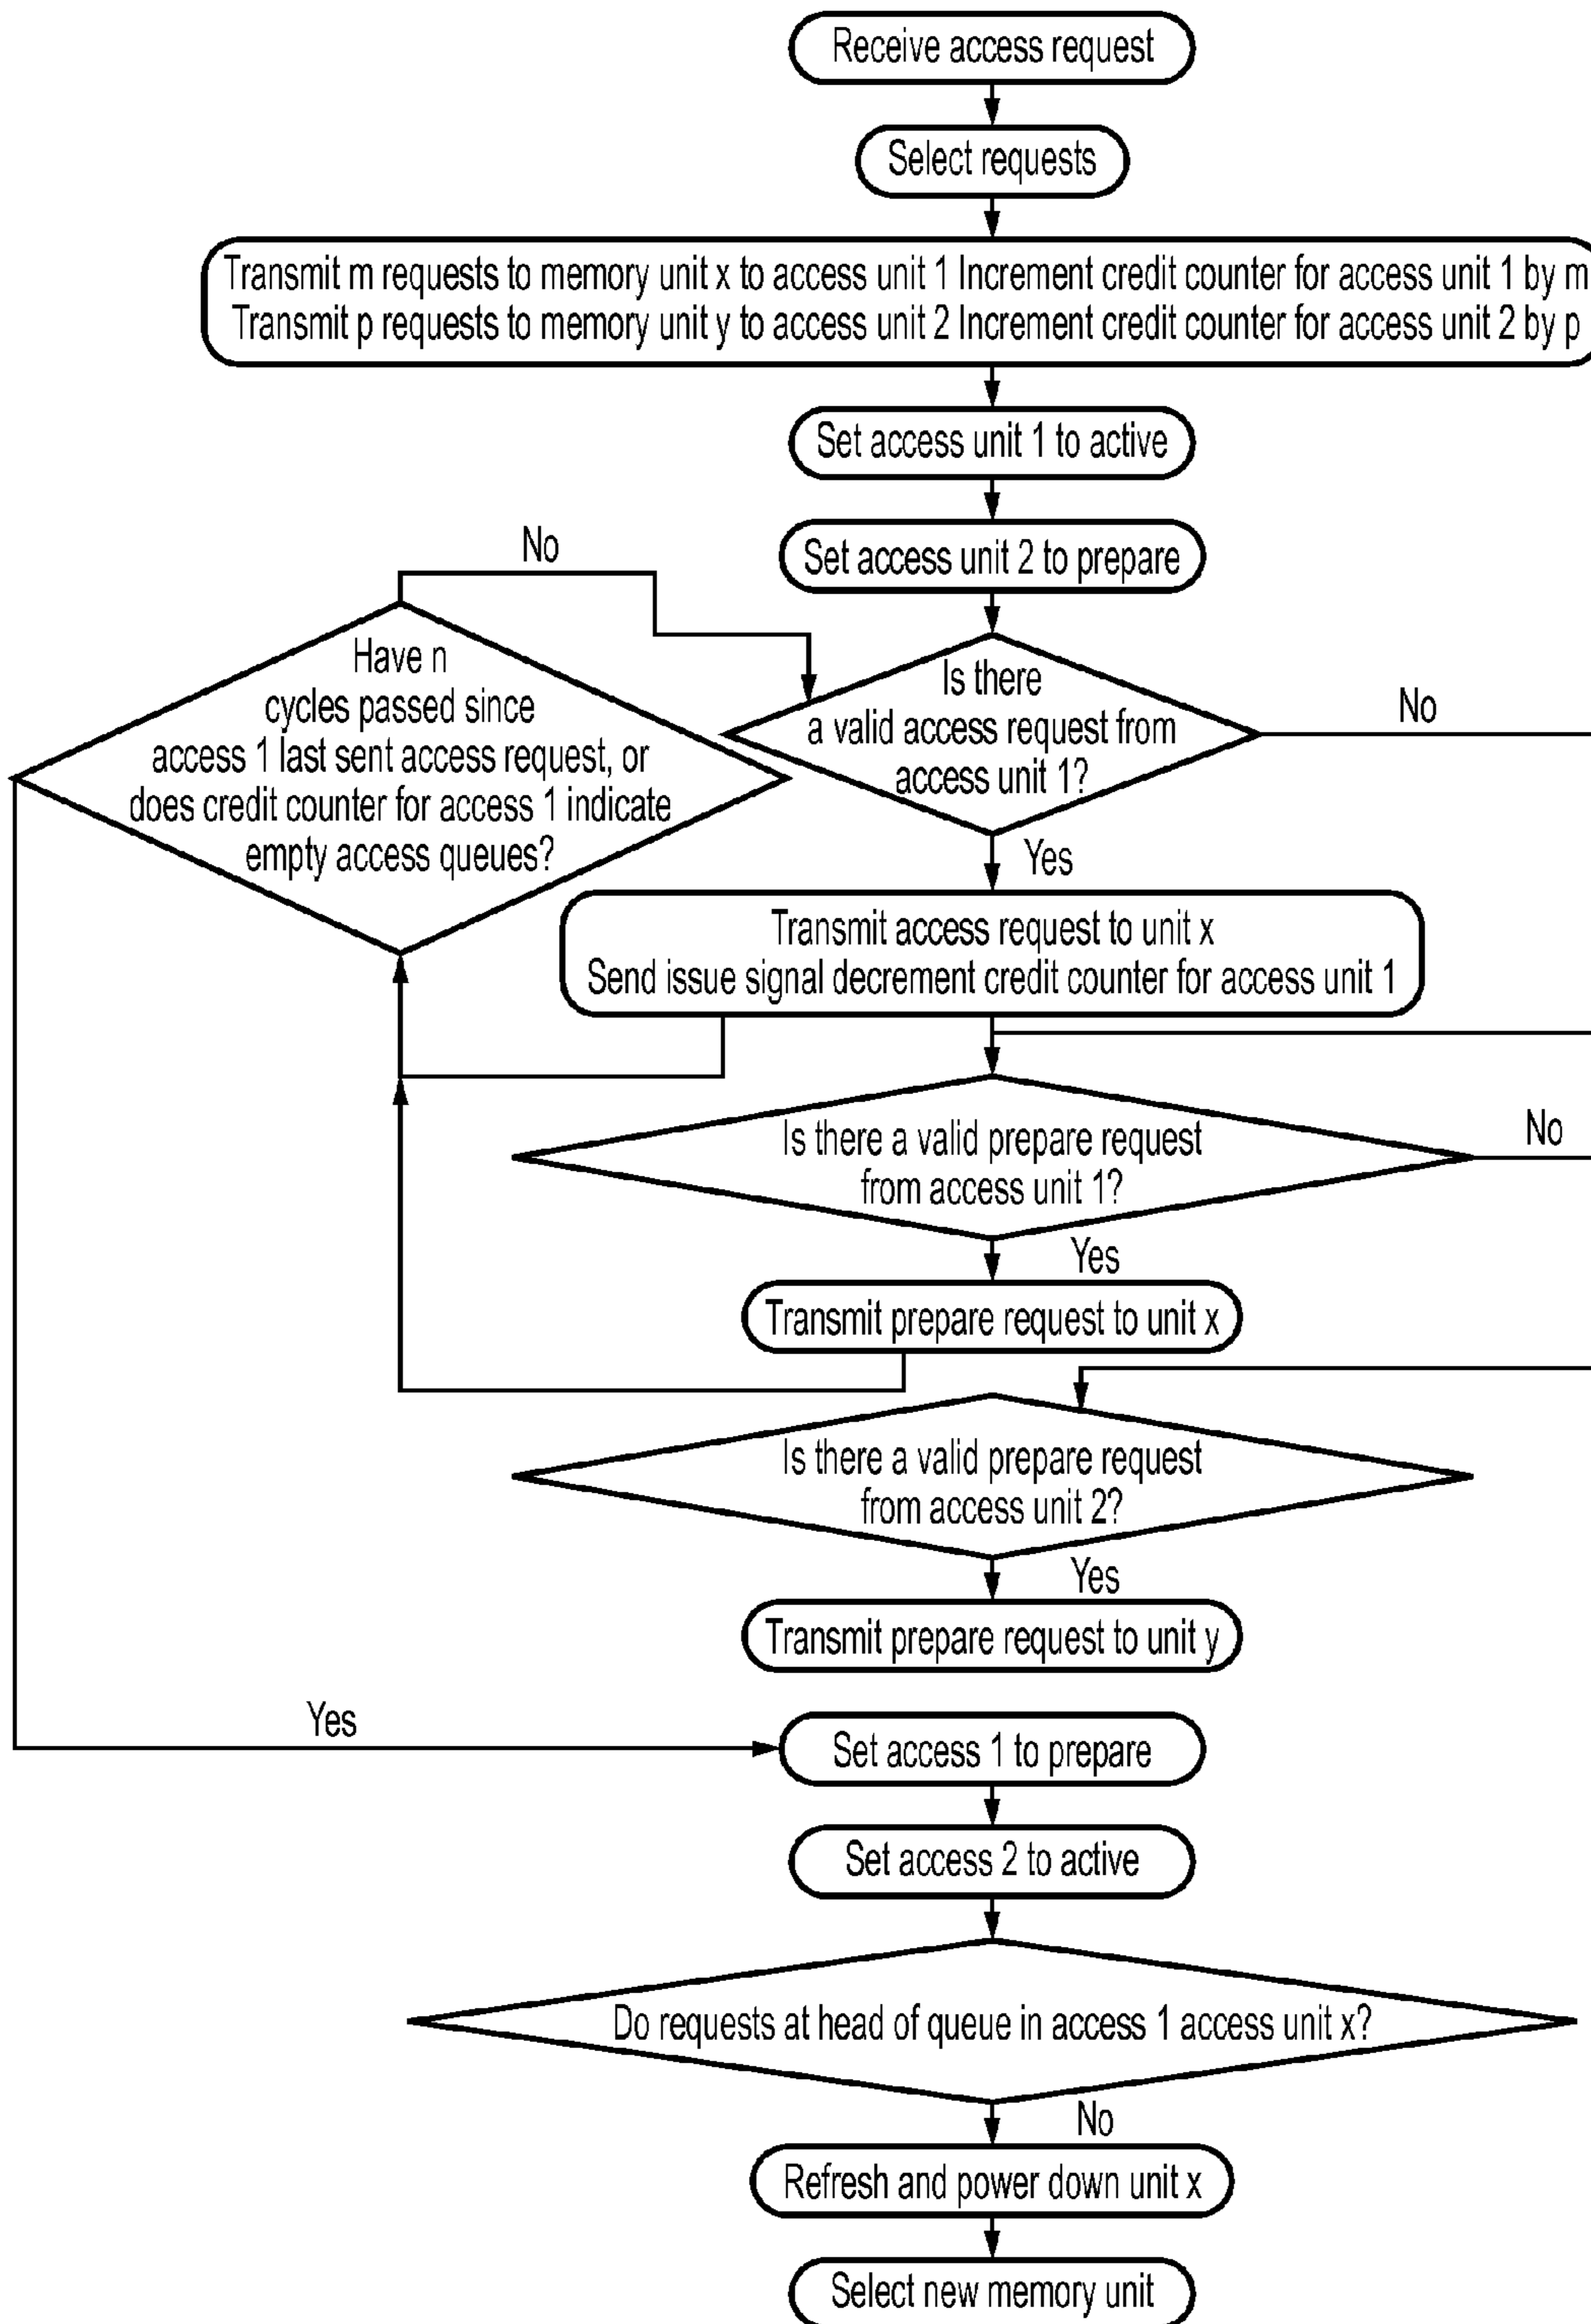 Receive access request
Select requests
Transmit m requests to memory unit x to access unit 1 Increment credit counter for access unit 1 by m
Transmit p requests to memory unit y to access unit 2 Increment credit counter for access unit 2 by p
Set access unit 1 to active
Set access unit 2 to prepare
No
Have n
cycles passed since
access 1 last sent access request, or
does credit counter for access 1 indicate
empty access queues?
Is there
a valid access request from
access unit 1?
No
Yes
Transmit access request to unit x
Send issue signal decrement credit counter for access unit 1
Is there a valid prepare request
from access unit 1?
No
Yes
Transmit prepare request to unit x
Is there a valid prepare request
from access unit 2?
Yes
Transmit prepare request to unit y
Yes
Set access 1 to prepare
Set access 2 to active
Do requests at head of queue in access 1 access unit x?
No
Refresh and power down unit x
Select new memory unit